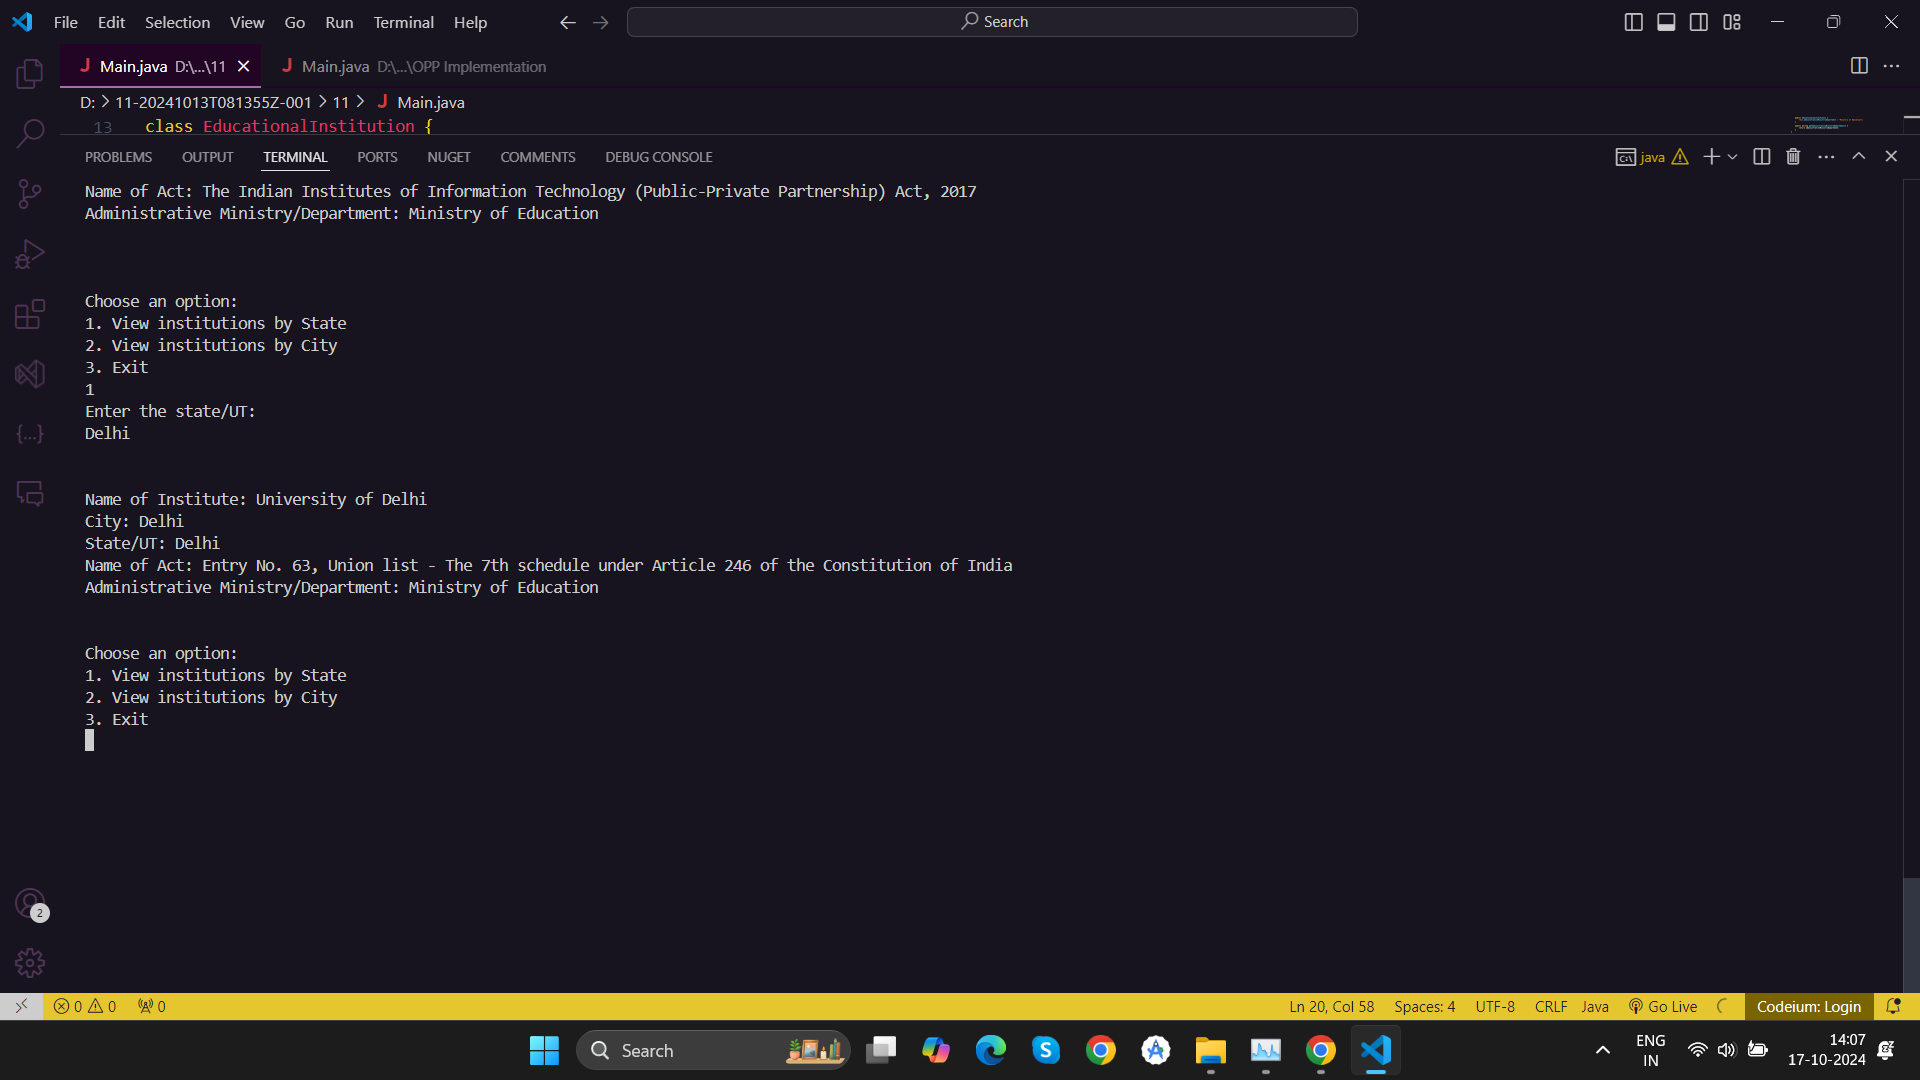 File Edit Selection View Go Run Terminal Help Search
Main.java D:\...\11 Main.java D:\...\OPP Implementation
D: > 11-20241013T081355Z-001 > 11 > J Main.java
13 class EducationalInstitution {
PROBLEMS OUTPUT TERMINAL PORTS NUGET COMMENTS DEBUG CONSOLE java
Name of Act: The Indian Institutes of Information Technology (Public-Private Partnership) Act, 2017
Administrative Ministry/Department: Ministry of Education
Choose an option:
1. View institutions by State
2. View institutions by City
3. Exit
1
Enter the state/UT:
Delhi
Name of Institute: University of Delhi
City: Delhi
State/UT: Delhi
Name of Act: Entry No. 63, Union list - The 7th schedule under Article 246 of the Constitution of India
Administrative Ministry/Department: Ministry of Education
Choose an option:
1. View institutions by State
2. View institutions by City
3. Exit
2
0 0 0 Ln 20, Col 58 Spaces: 4 UTF-8 CRLF Java Go Live Codeium: Login
Search ENG 14:07
IN 17-10-2024